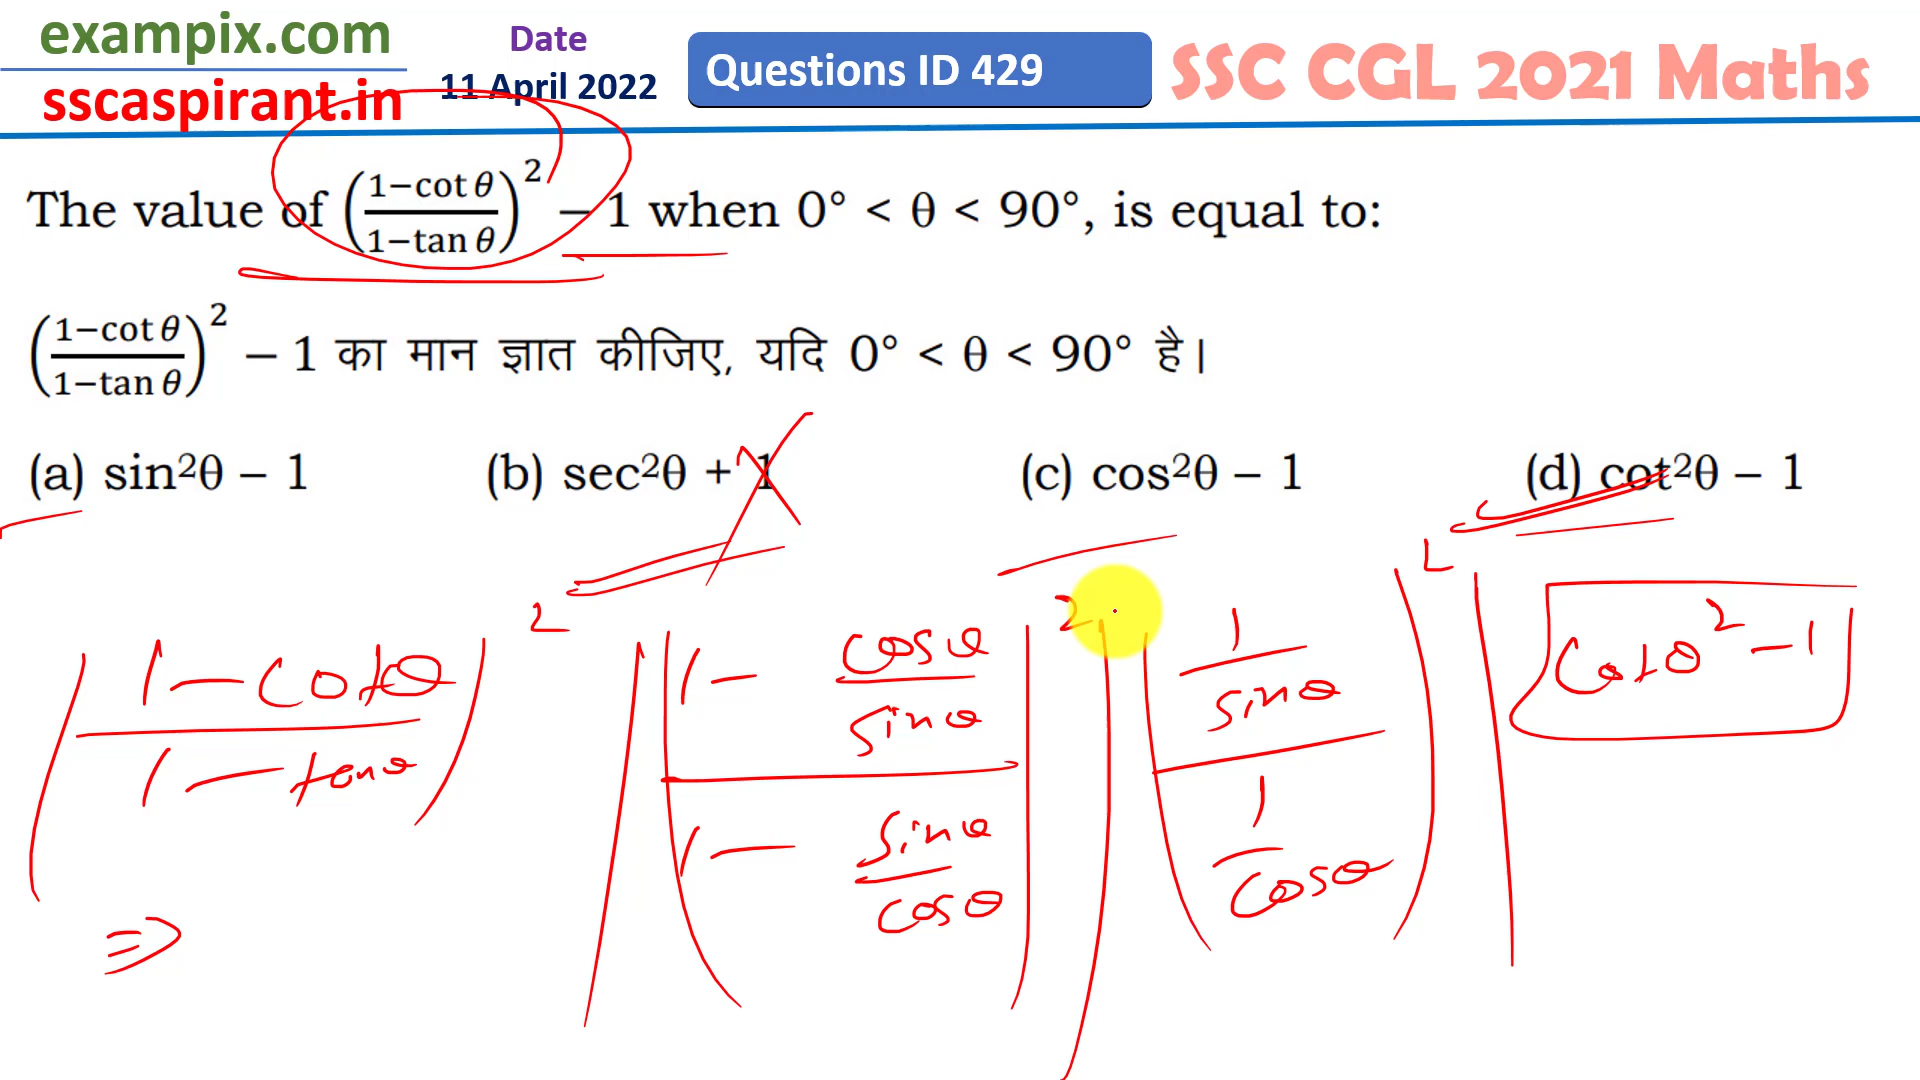 exampix.com
sscaspirant.in
Date
11 April 2022
Questions ID 429
SSC CGL 2021 Maths
The value of ((1−cot θ)/(1−tan θ))² − 1 when 0° < θ < 90°, is equal to:
((1−cot θ)/(1−tan θ))² − 1 का मान ज्ञात कीजिए, यदि 0° < θ < 90° है।
(a) sin²θ – 1 (b) sec²θ + 1 (c) cos²θ – 1 (d) cot²θ – 1
((1 − cotθ)/(1 − tanθ))²
((1 − cosθ/sinθ)/(1 − sinθ/cosθ))²
((1/sinθ)/(1/cosθ))²
cotθ² − 1
⇒